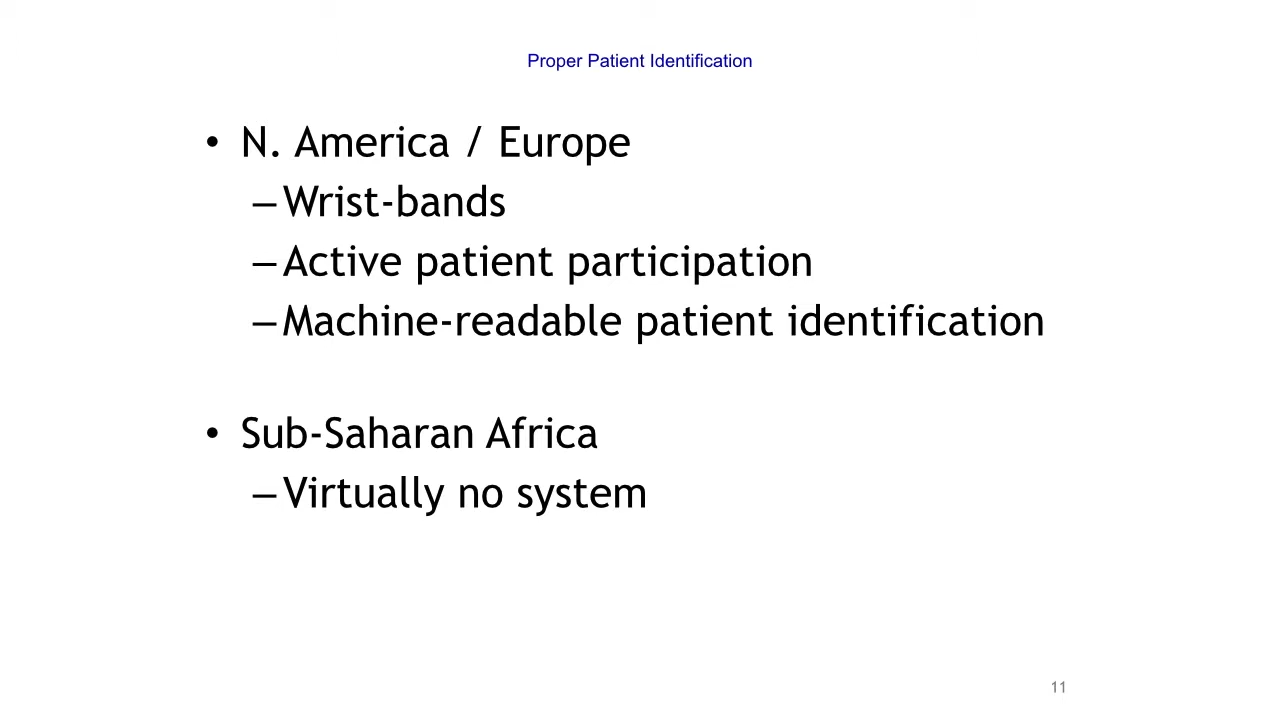 Proper Patient Identification
• N. America / Europe
–Wrist-bands
–Active patient participation
–Machine-readable patient identification
• Sub-Saharan Africa
–Virtually no system
11